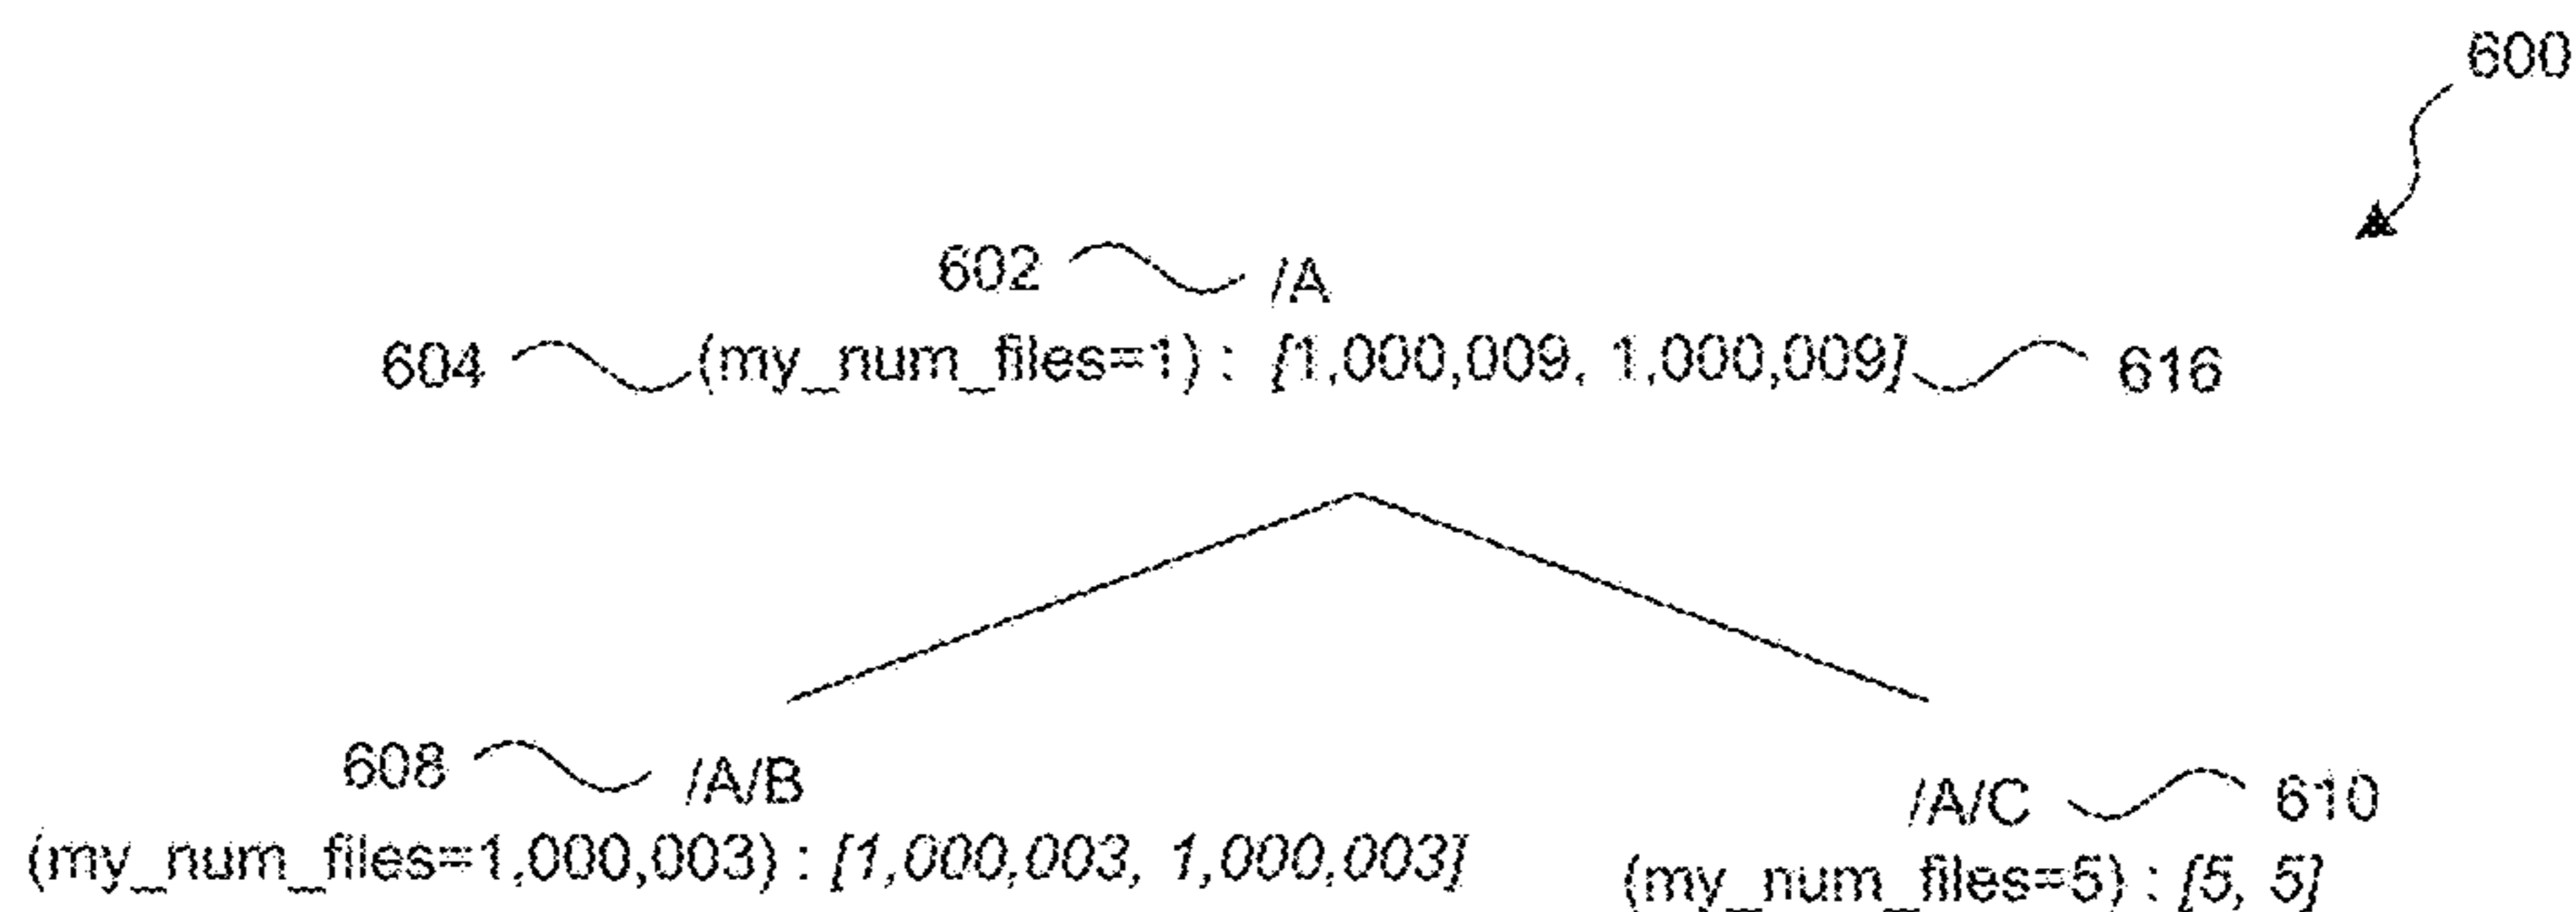 600
602 /A
604 (my_num_files=1) : [1,000,009, 1,000,009] 616
608 /A/B
/A/C 610
(my_num_files=1,000,003) : [1,000,003, 1,000,003]
(my_num_files=5) : [5, 5]